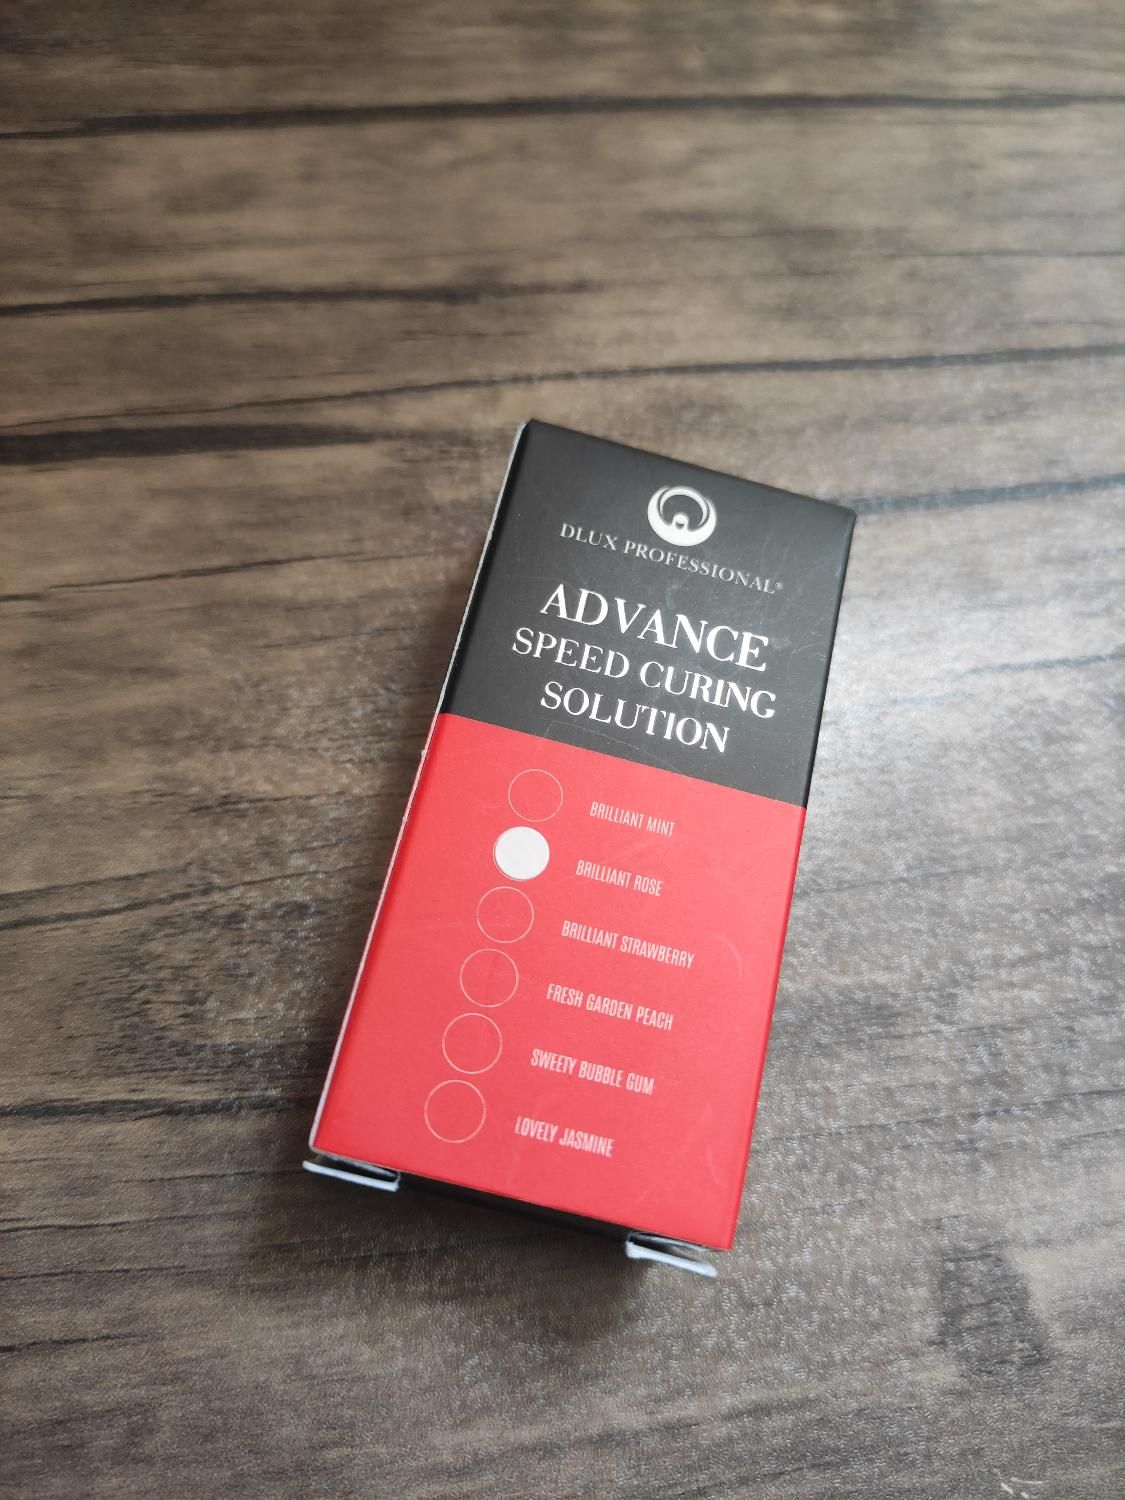 DLUX PROFESSIONAL®
ADVANCE
SPEED CURING
SOLUTION
BRILLIANT MINT
BRILLIANT ROSE
BRILLIANT STRAWBERRY
FRESH GARDEN PEACH
SWEETY BUBBLE GUM
LOVELY JASMINE